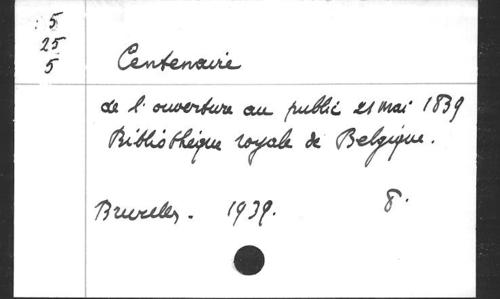 : 5
25
5
Centenaire
de l'ouverture au public 21 mai 1839
Bibliothèque royale de Belgique.
Bruxelles. 1939. 8.